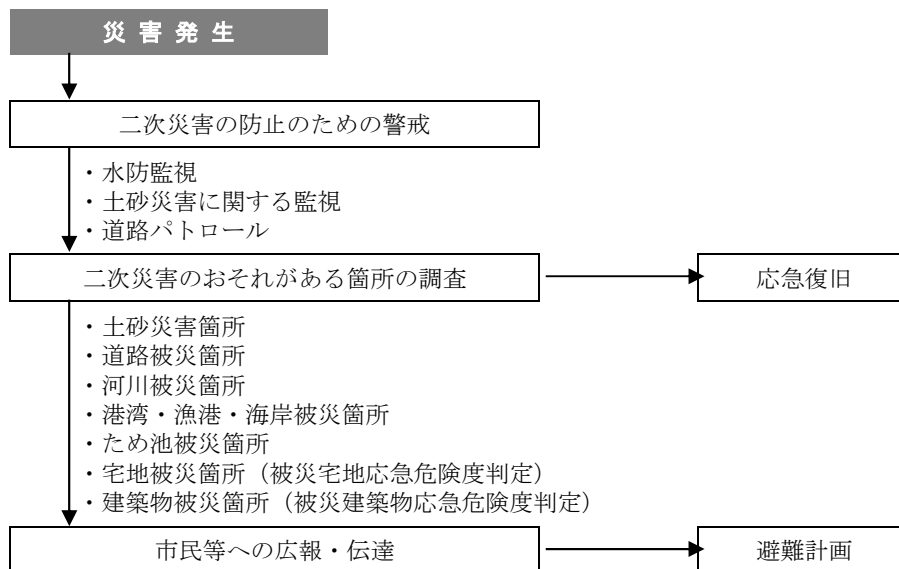 災害発生
二次災害の防止のための警戒
・水防監視
・土砂災害に関する監視
・道路パトロール
二次災害のおそれがある箇所の調査
応急復旧
・土砂災害箇所
・道路被災箇所
・河川被災箇所
・港湾・漁港・海岸被災箇所
・ため池被災箇所
・宅地被災箇所（被災宅地応急危険度判定）
・建築物被災箇所（被災建築物応急危険度判定）
市民等への広報・伝達
避難計画